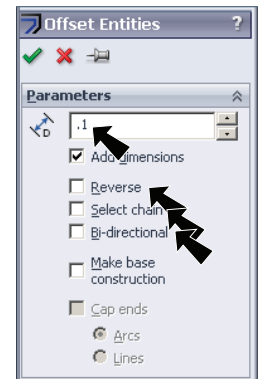 Offset Entities ?
Parameters
D
.1
Add dimensions
Reverse
Select chain
Bi-directional
Make base
construction
Cap ends
Arcs
Lines